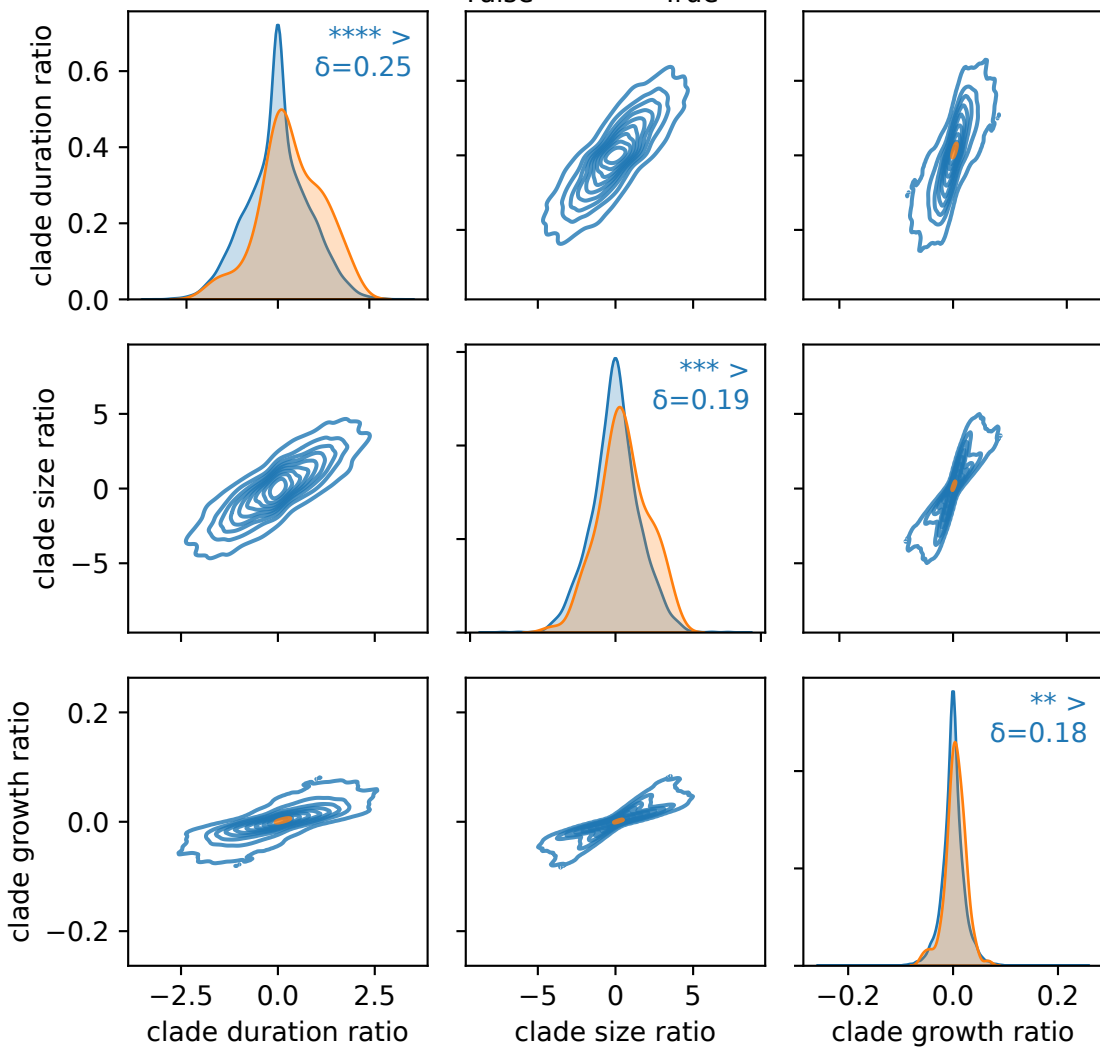 clade duration ratio
0.6
0.4
0.2
0.0
**** >
δ=0.25
clade size ratio
5
0
−5
*** >
δ=0.19
clade growth ratio
0.2
0.0
−0.2
** >
δ=0.18
−2.5 0.0 2.5
−5 0 5
−0.2 0.0 0.2
clade duration ratio
clade size ratio
clade growth ratio